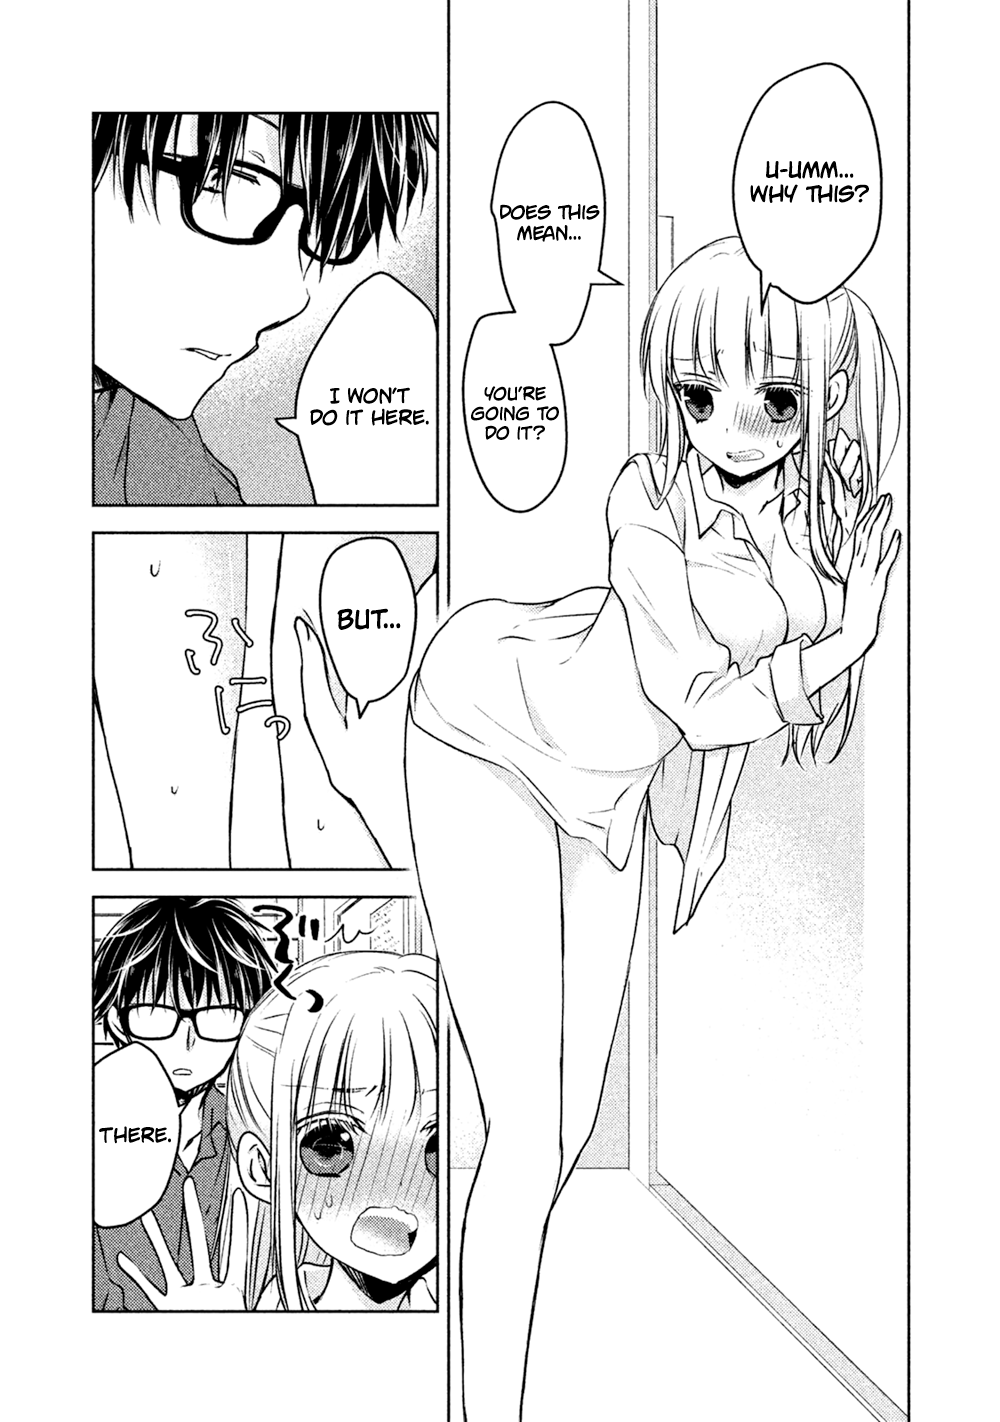 U-UMM...
WHY THIS?
DOES THIS
MEAN...
YOU'RE
GOING TO
DO IT?
I WON'T
DO IT HERE.
BUT...
THERE.